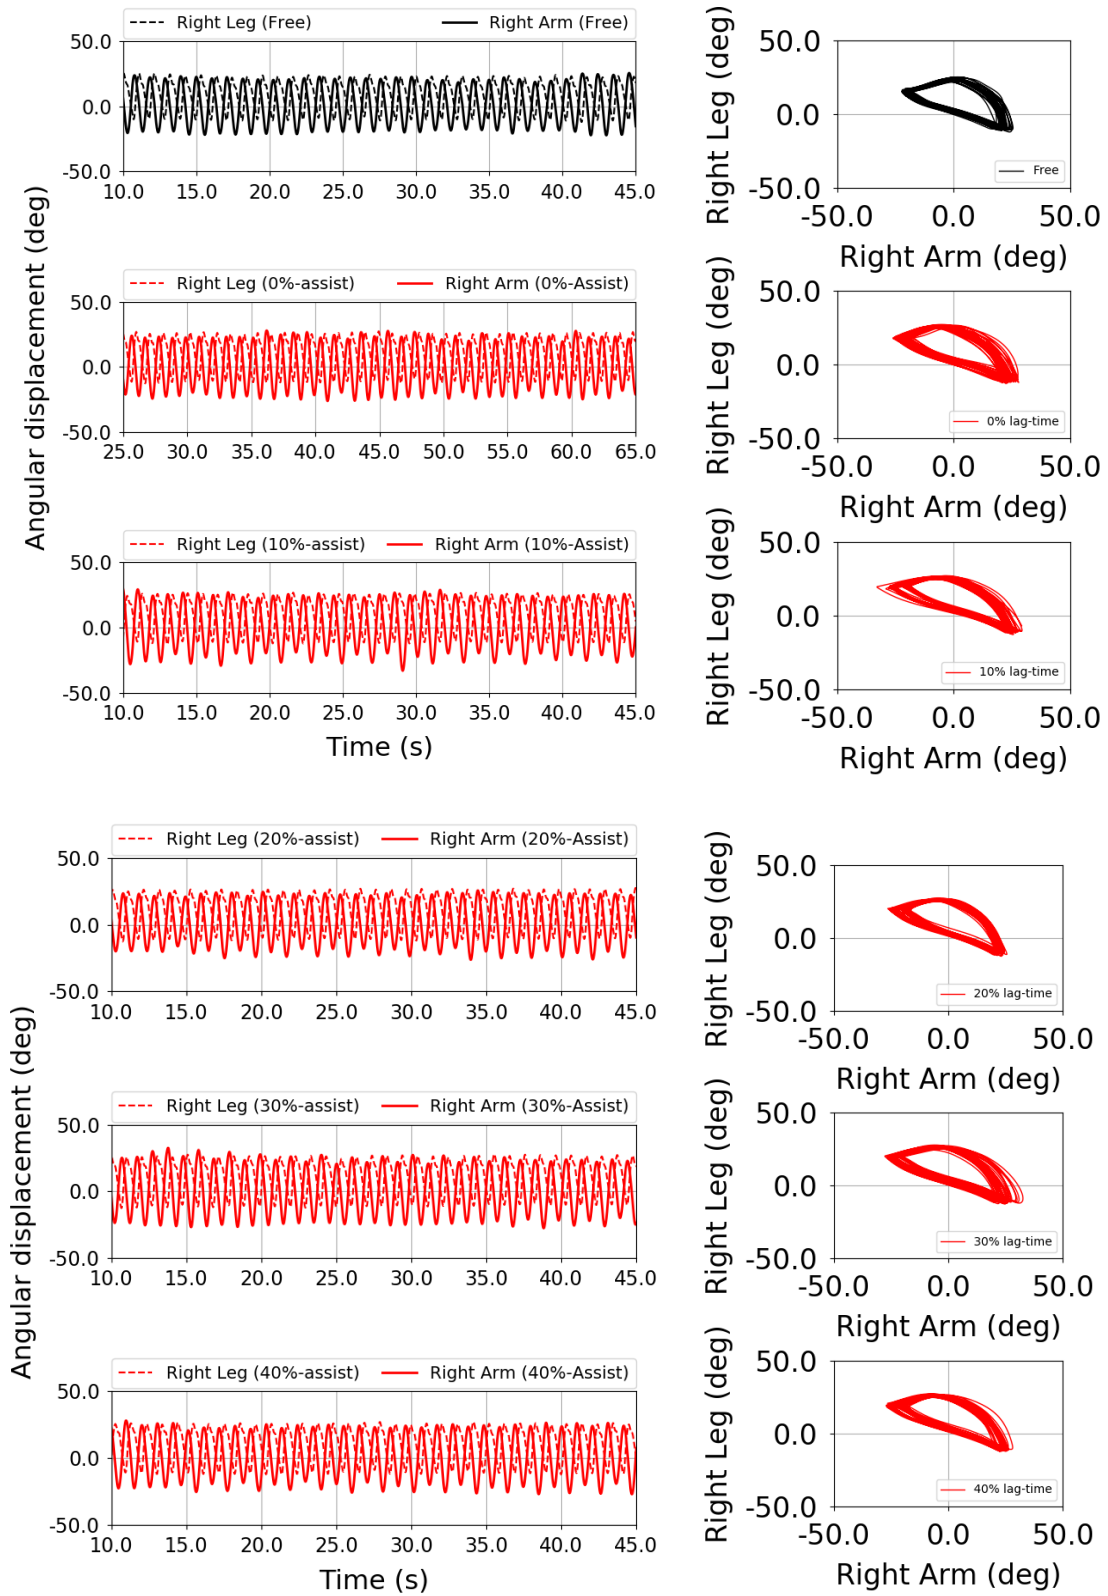 Right Leg (Free) Right Arm (Free)
50.0
0.0
-50.0
10.0 15.0 20.0 25.0 30.0 35.0 40.0 45.0
Right Leg (deg)
50.0
0.0
-50.0
Free
-50.0 0.0 50.0
Right Arm (deg)
Angular displacement (deg)
Right Leg (0%-assist) Right Arm (0%-Assist)
50.0
0.0
-50.0
25.0 30.0 35.0 40.0 45.0 50.0 55.0 60.0 65.0
Right Leg (deg)
50.0
0.0
-50.0
0% lag-time
-50.0 0.0 50.0
Right Arm (deg)
Right Leg (10%-assist) Right Arm (10%-Assist)
50.0
0.0
-50.0
10.0 15.0 20.0 25.0 30.0 35.0 40.0 45.0
Time (s)
Right Leg (deg)
50.0
0.0
-50.0
10% lag-time
-50.0 0.0 50.0
Right Arm (deg)
Right Leg (20%-assist) Right Arm (20%-Assist)
50.0
0.0
-50.0
10.0 15.0 20.0 25.0 30.0 35.0 40.0 45.0
Right Leg (deg)
50.0
0.0
-50.0
20% lag-time
-50.0 0.0 50.0
Right Arm (deg)
Angular displacement (deg)
Right Leg (30%-assist) Right Arm (30%-Assist)
50.0
0.0
-50.0
10.0 15.0 20.0 25.0 30.0 35.0 40.0 45.0
Right Leg (deg)
50.0
0.0
-50.0
30% lag-time
-50.0 0.0 50.0
Right Arm (deg)
Right Leg (40%-assist) Right Arm (40%-Assist)
50.0
0.0
-50.0
10.0 15.0 20.0 25.0 30.0 35.0 40.0 45.0
Time (s)
Right Leg (deg)
50.0
0.0
-50.0
40% lag-time
-50.0 0.0 50.0
Right Arm (deg)